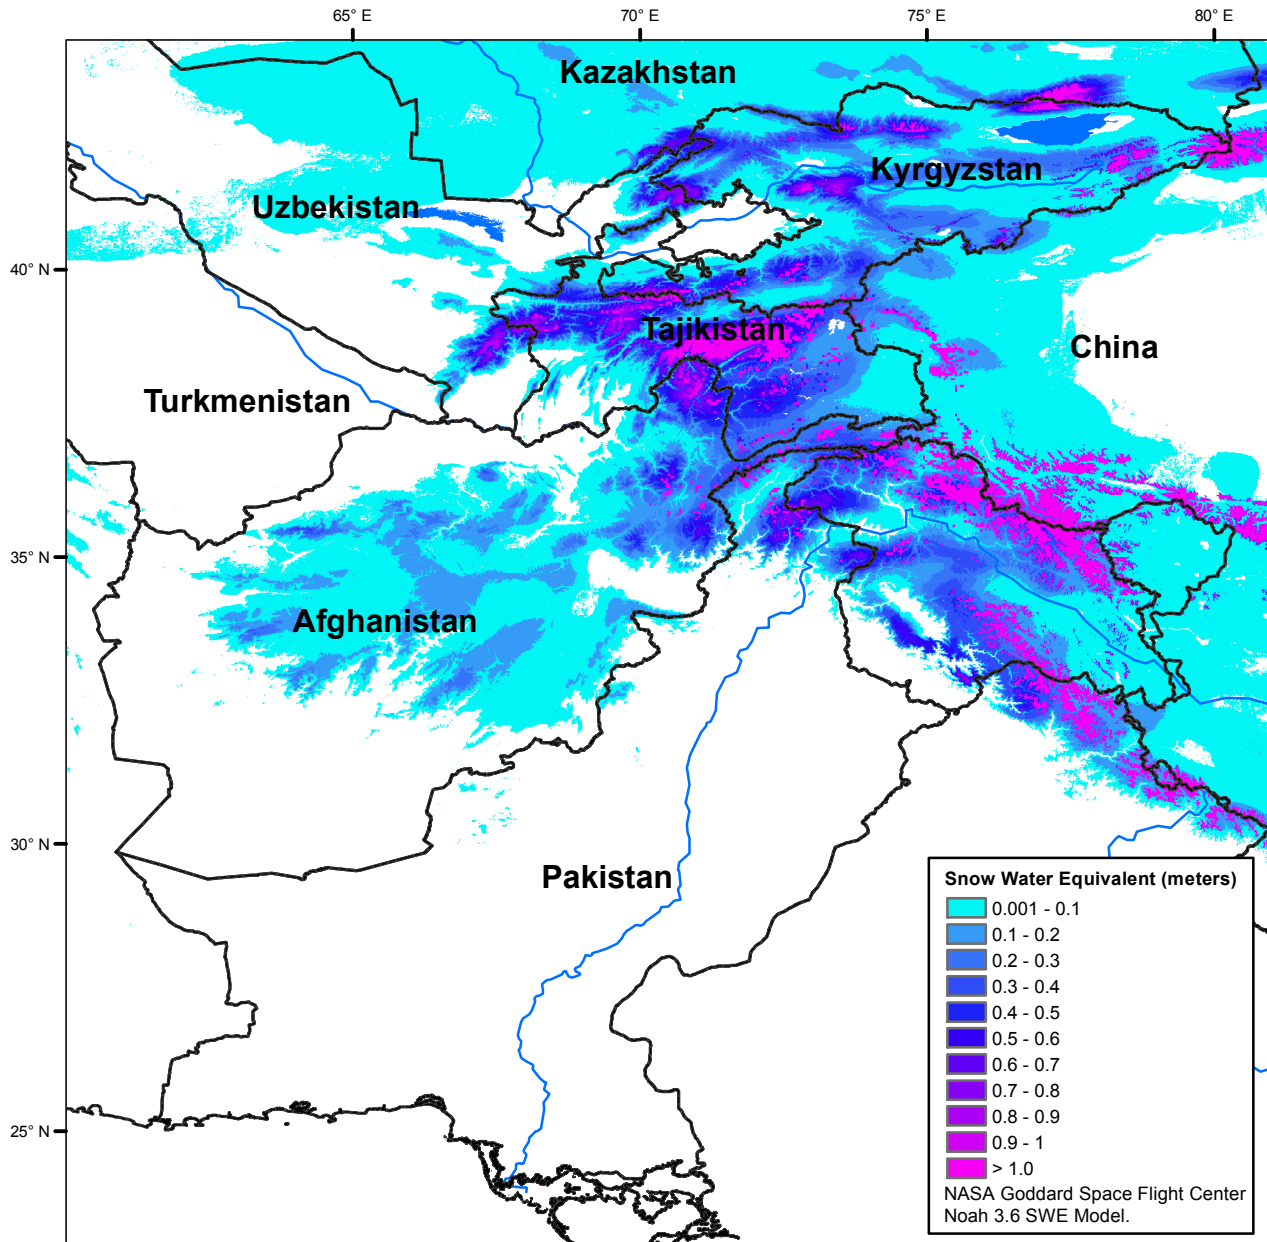 65° E
70° E
75° E
80° E
Kazakhstan
Kyrgyzstan
Uzbekistan
40° N
Tajikistan
China
Turkmenistan
35° N
Afghanistan
30° N
Pakistan
25° N
Snow Water Equivalent (meters)
0.001 - 0.1
0.1 - 0.2
0.2 - 0.3
0.3 - 0.4
0.4 - 0.5
0.5 - 0.6
0.6 - 0.7
0.7 - 0.8
0.8 - 0.9
0.9 - 1
> 1.0
NASA Goddard Space Flight Center
Noah 3.6 SWE Model.